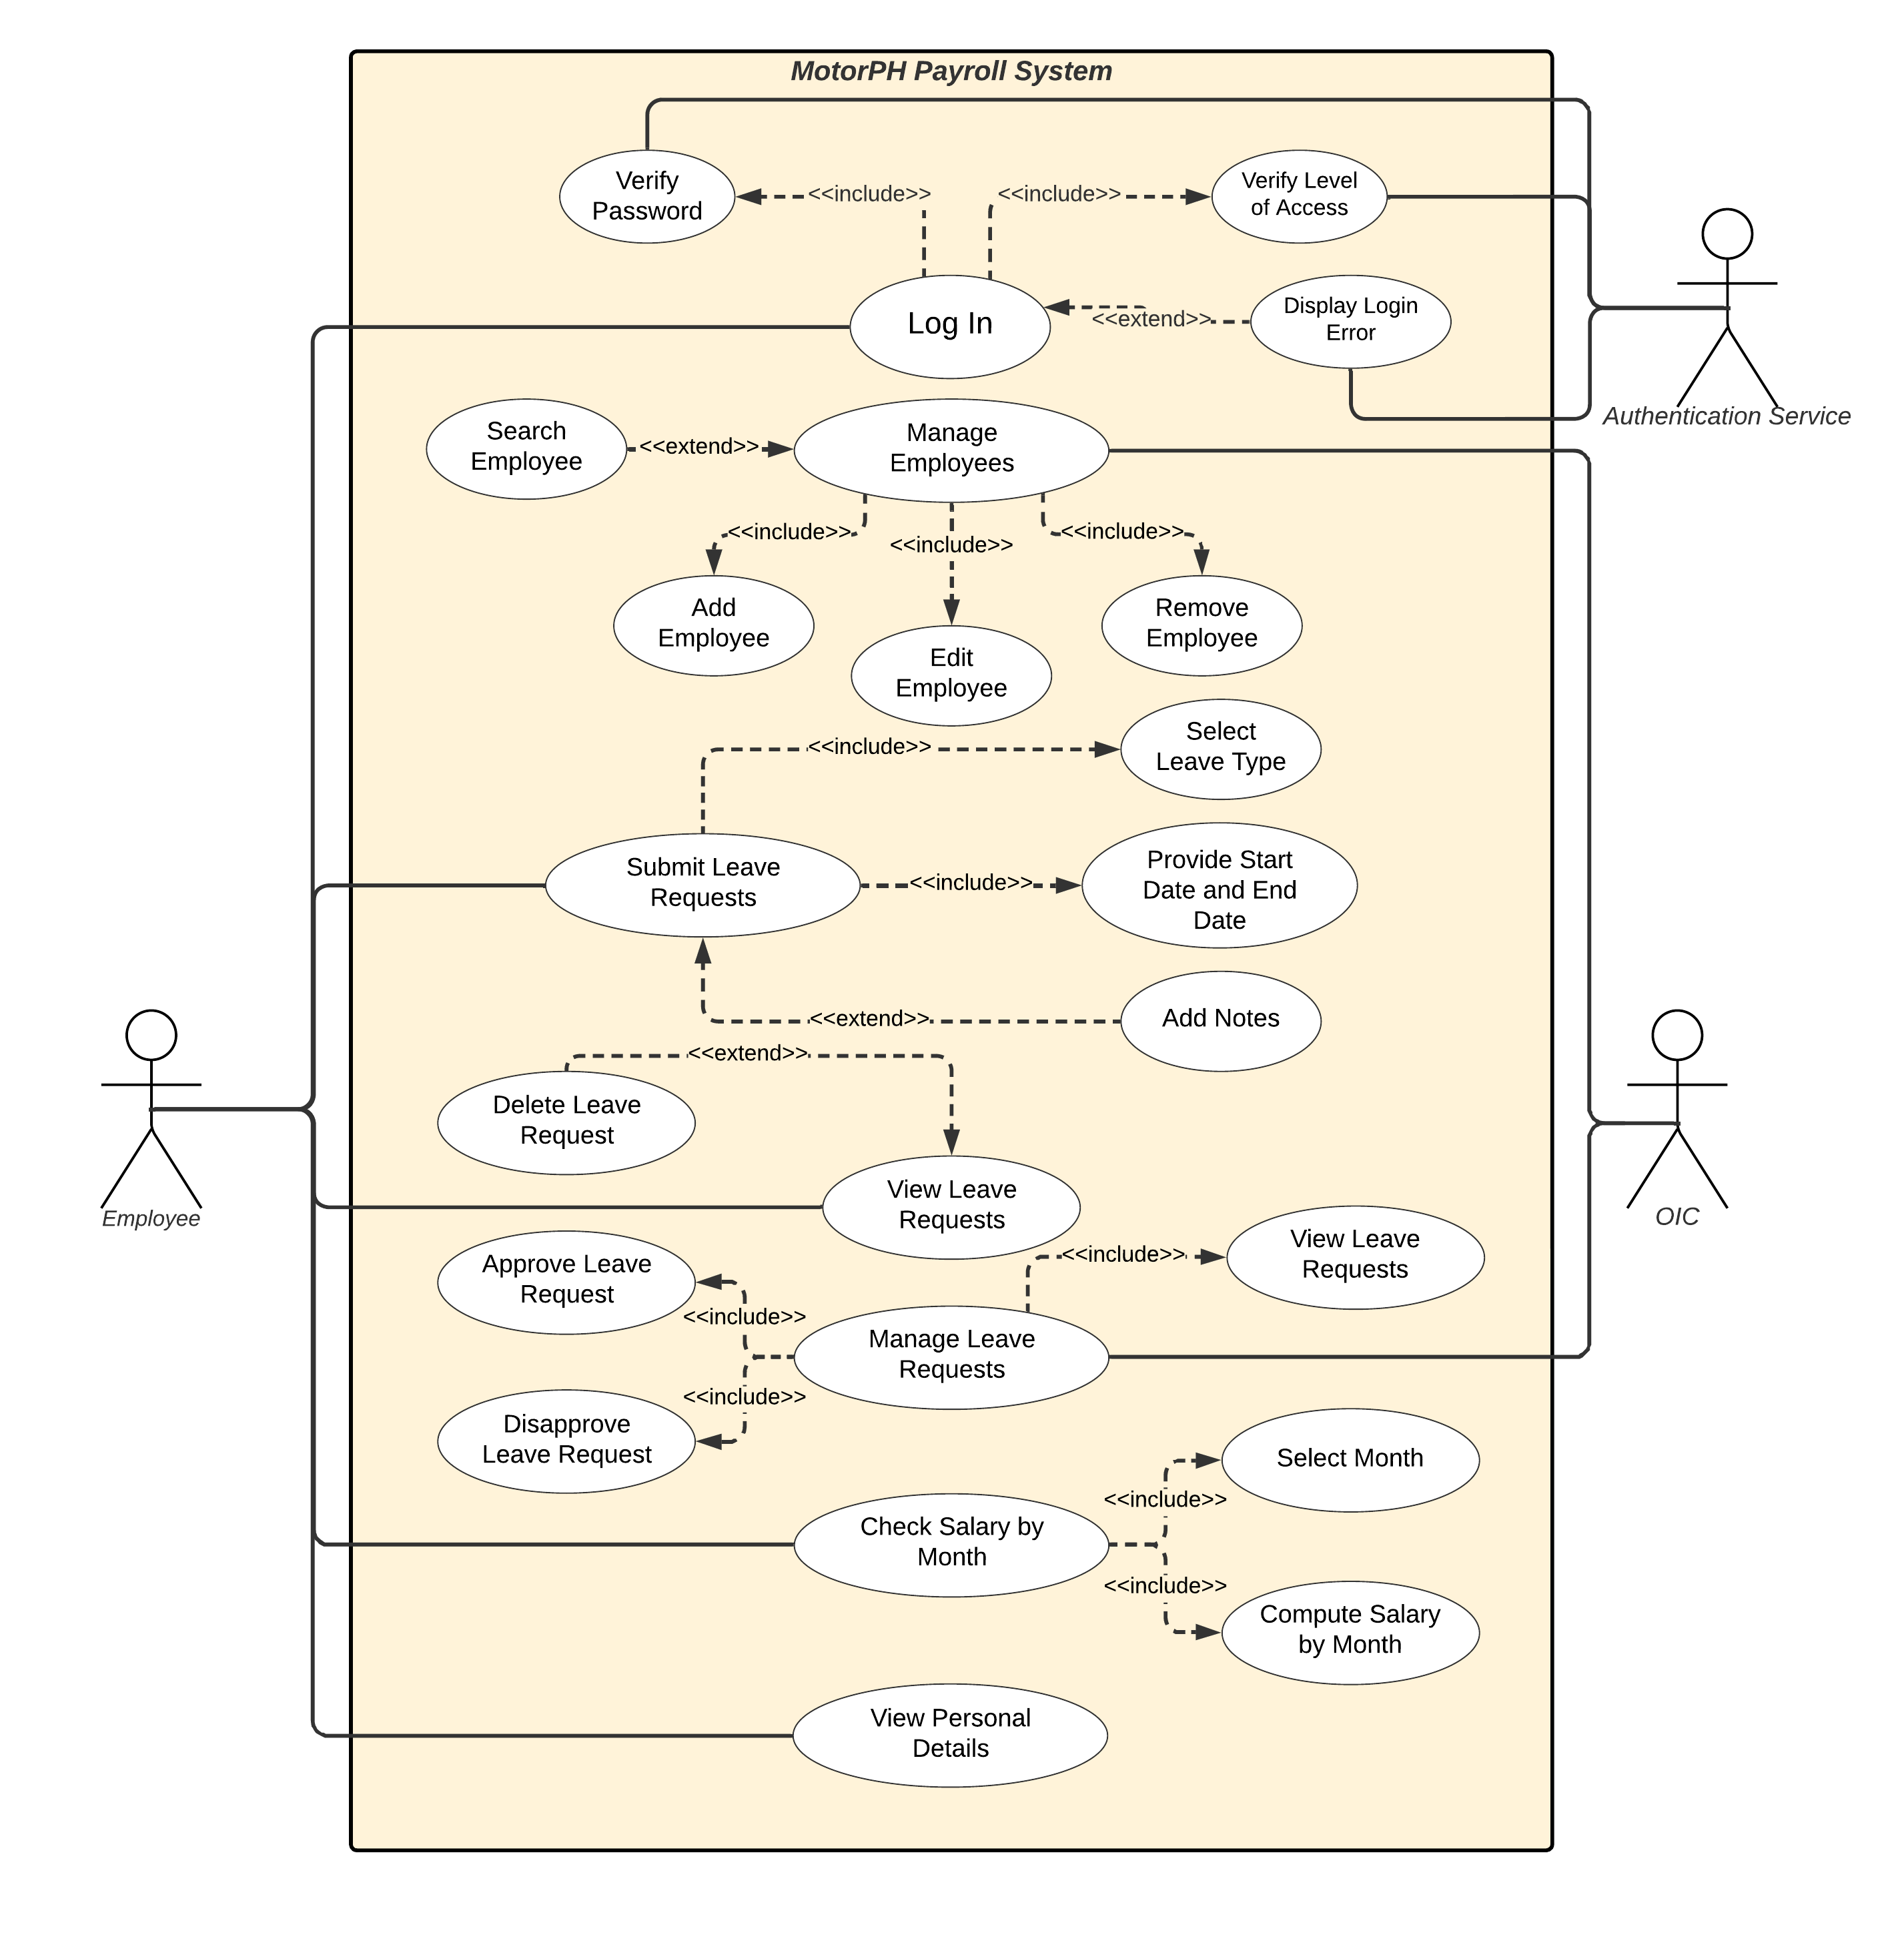 MotorPH Payroll System
Verify
Password
<<include>>
<<include>>
Verify Level
of Access
Log In
<<extend>>
Display Login
Error
Authentication Service
Search
Employee
<<extend>>
Manage
Employees
<<include>>
<<include>>
<<include>>
Add
Employee
Edit
Employee
Remove
Employee
<<include>>
Select
Leave Type
Submit Leave
Requests
<<include>>
Provide Start
Date and End
Date
<<extend>>
Add Notes
<<extend>>
Delete Leave
Request
View Leave
Requests
Employee
OIC
Approve Leave
Request
<<include>>
View Leave
Requests
<<include>>
Manage Leave
Requests
<<include>>
Disapprove
Leave Request
Select Month
<<include>>
Check Salary by
Month
<<include>>
Compute Salary
by Month
View Personal
Details